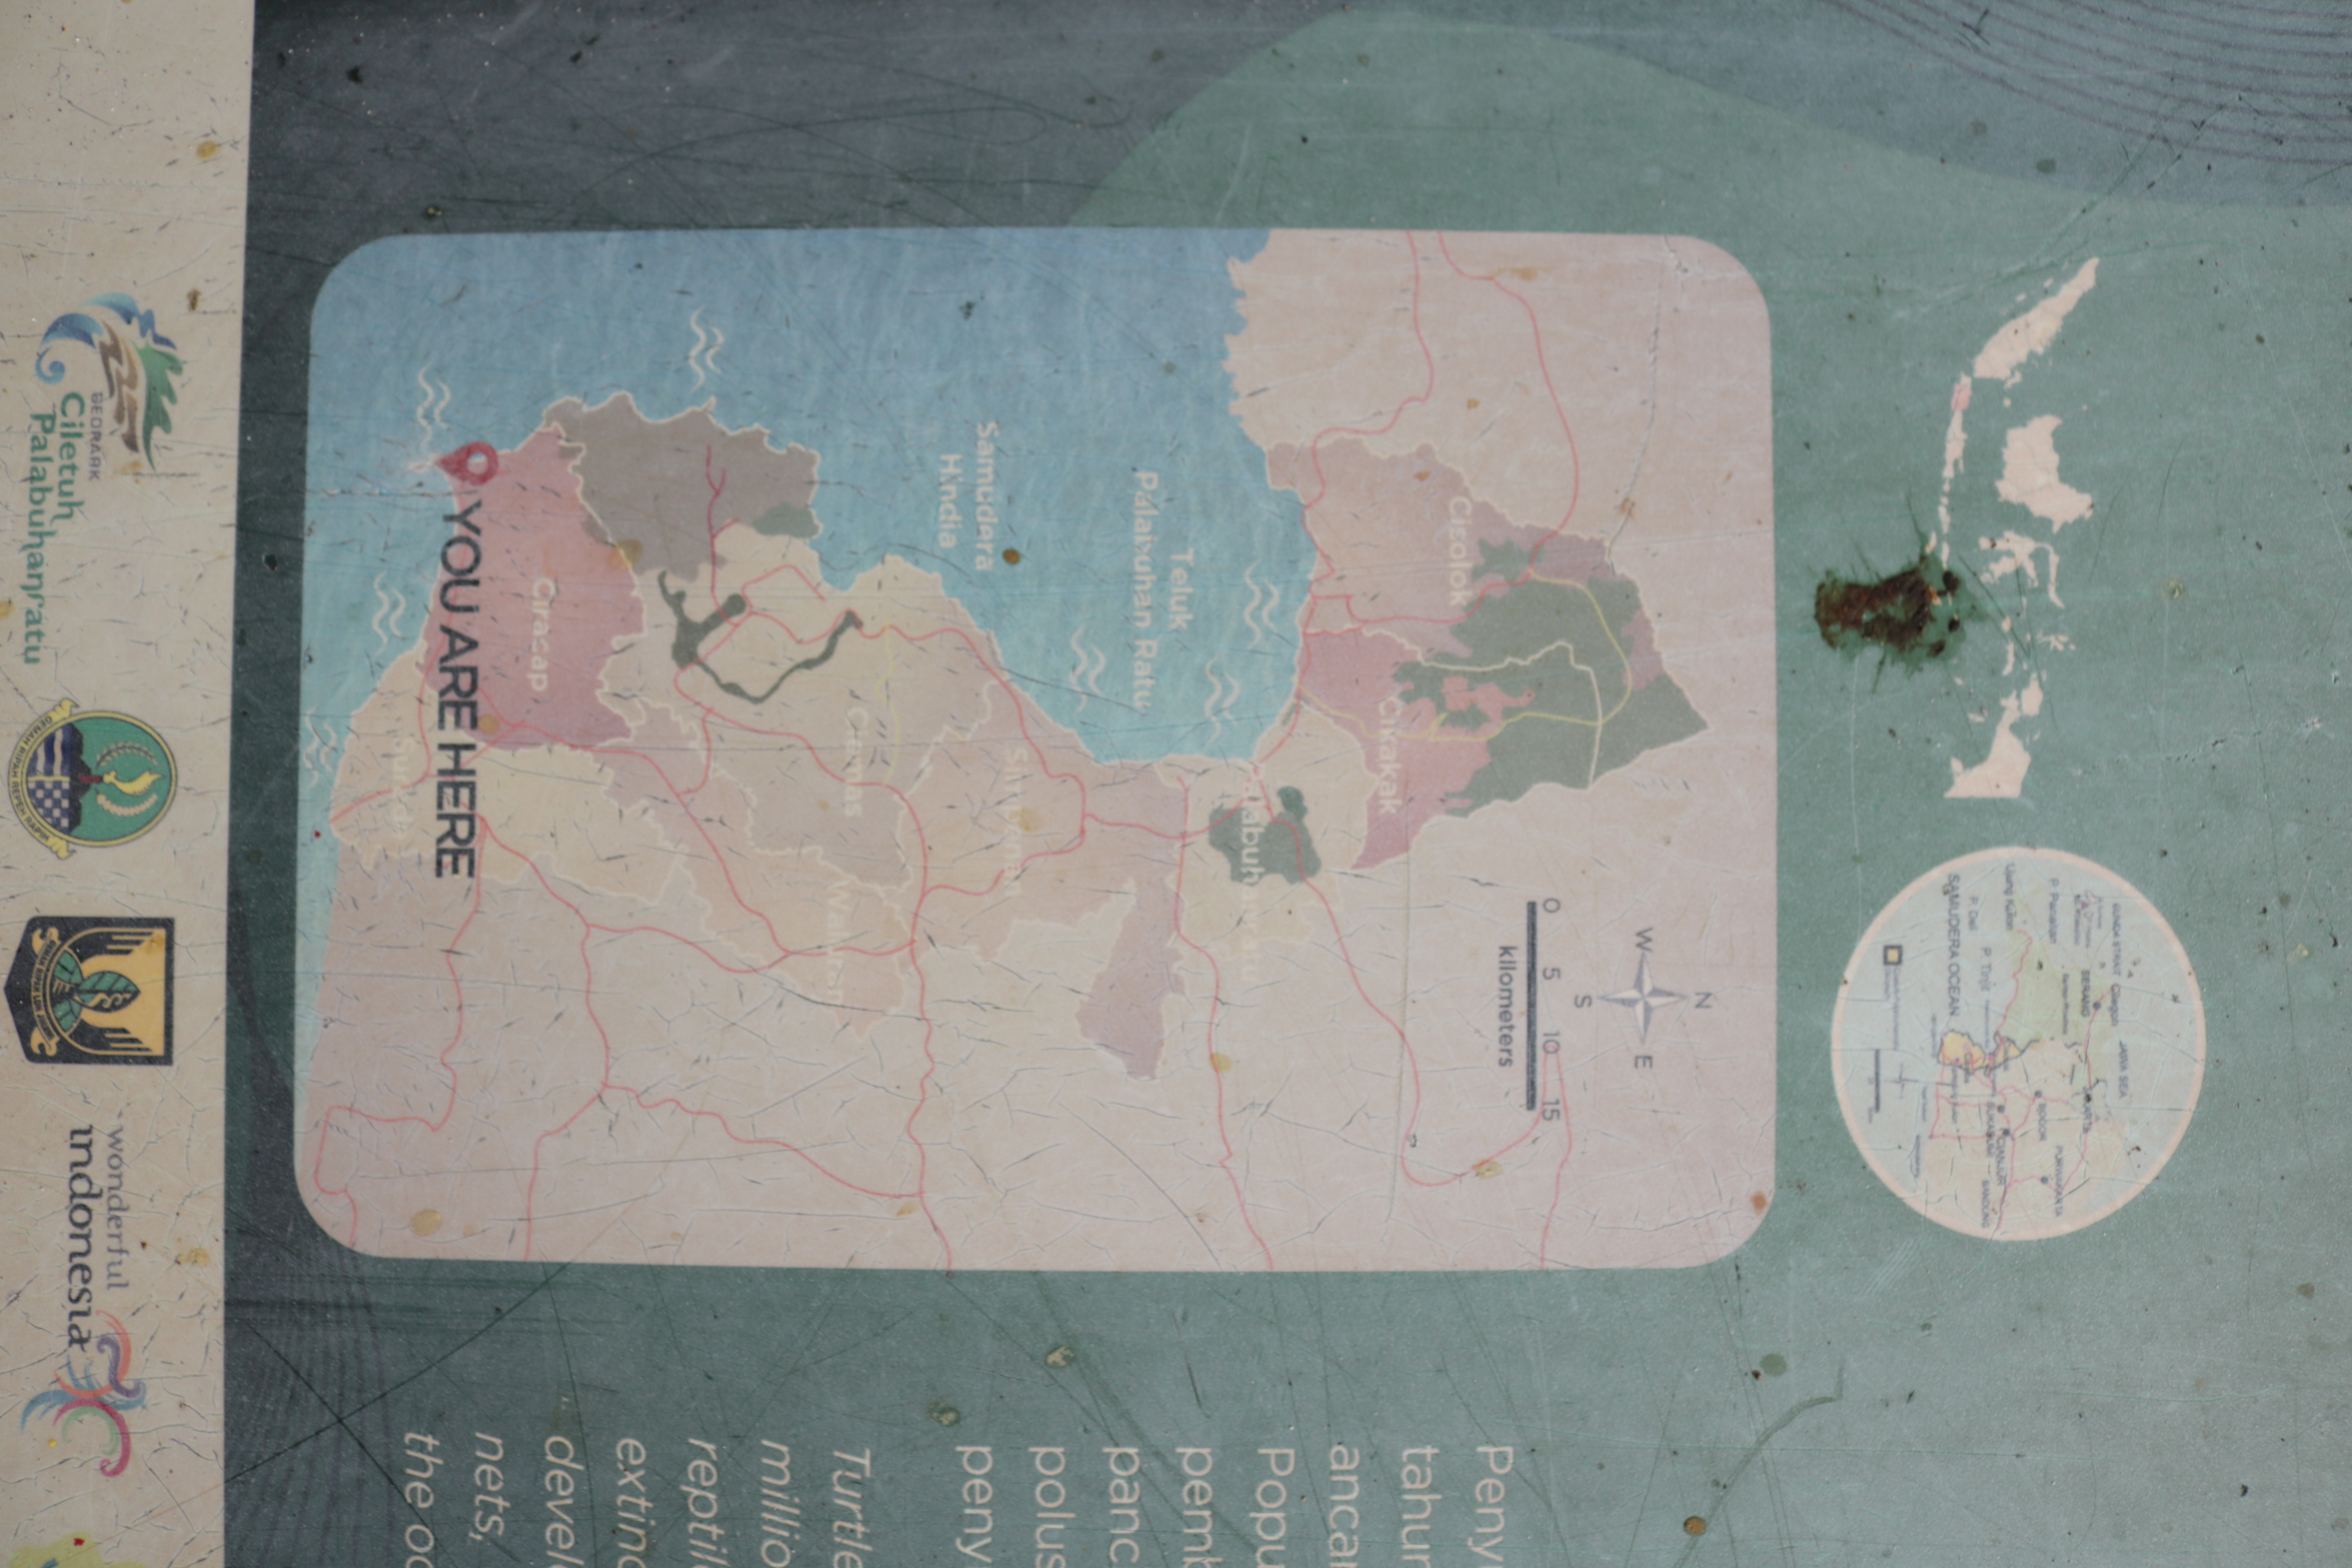 SUNDA STRAIT
Cilegon
JAWA SEA
SERANG
JAKARTA
P. Panaitan
PURWAKARTA
BOGOR
Ujung Kulon
CIANJUR
SUKABUMI
BANDUNG
P. Tinjil
P. Deli
SAMUDERA OCEAN
N
W E
S
0 5 10 15
kilometers
Cisolok
Cikakak
Palabuhanratu
Teluk
Palabuhan Ratu
Simpenan
Samudera
Hindia
Ciemas
Waluran
Ciracap
YOU ARE HERE
Surade
Peny
tahun
anca
Popu
pemb
panc
polus
peny
Turtle
millio
reptil
extin
devel
nets,
the oc
GEOPARK
Ciletuh
Palabuhanratu
GEMAH RIPAH REPEH RAPIH
GEMAH RIPAH LOH JINAWI
wonderful
indonesia